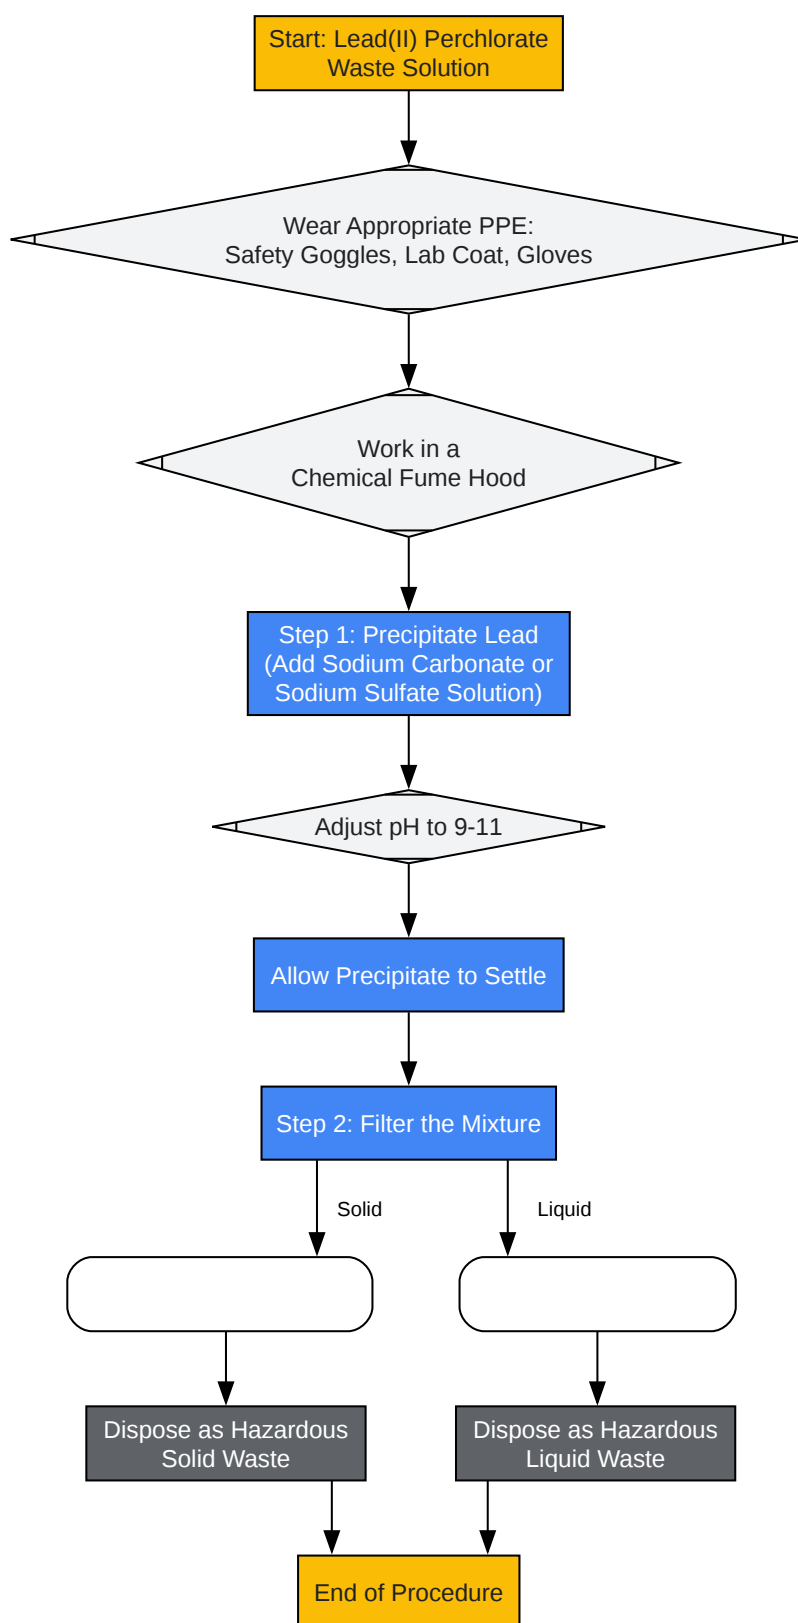 Start: Lead(II) Perchlorate
Waste Solution
Wear Appropriate PPE:
Safety Goggles, Lab Coat, Gloves
Work in a
Chemical Fume Hood
Step 1: Precipitate Lead
(Add Sodium Carbonate or
Sodium Sulfate Solution)
Adjust pH to 9-11
Allow Precipitate to Settle
Step 2: Filter the Mixture
Solid
Liquid
Dispose as Hazardous
Solid Waste
Dispose as Hazardous
Liquid Waste
End of Procedure